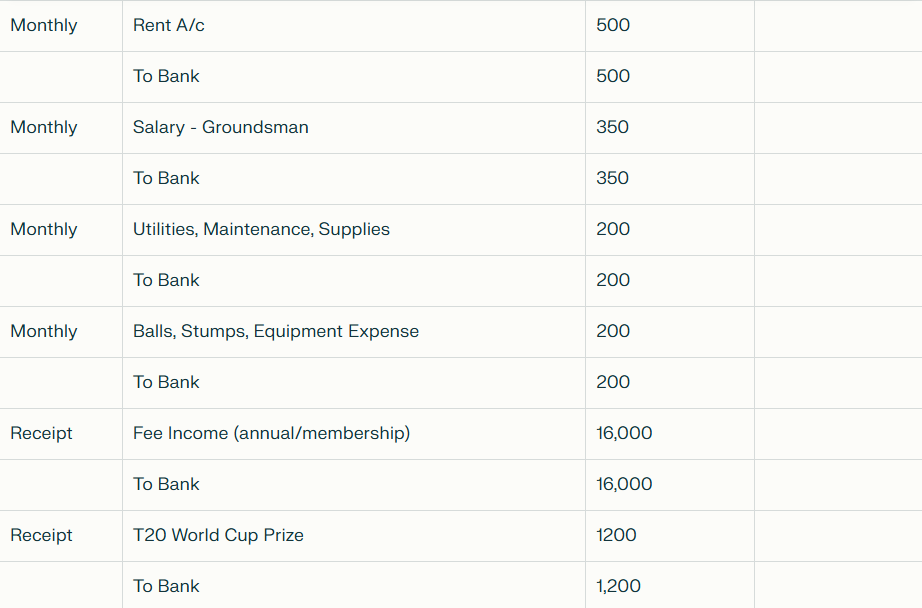 Monthly Rent A/c 500
To Bank 500
Monthly Salary - Groundsman 350
To Bank 350
Monthly Utilities, Maintenance, Supplies 200
To Bank 200
Monthly Balls, Stumps, Equipment Expense 200
To Bank 200
Receipt Fee Income (annual/membership) 16,000
To Bank 16,000
Receipt T20 World Cup Prize 1200
To Bank 1,200